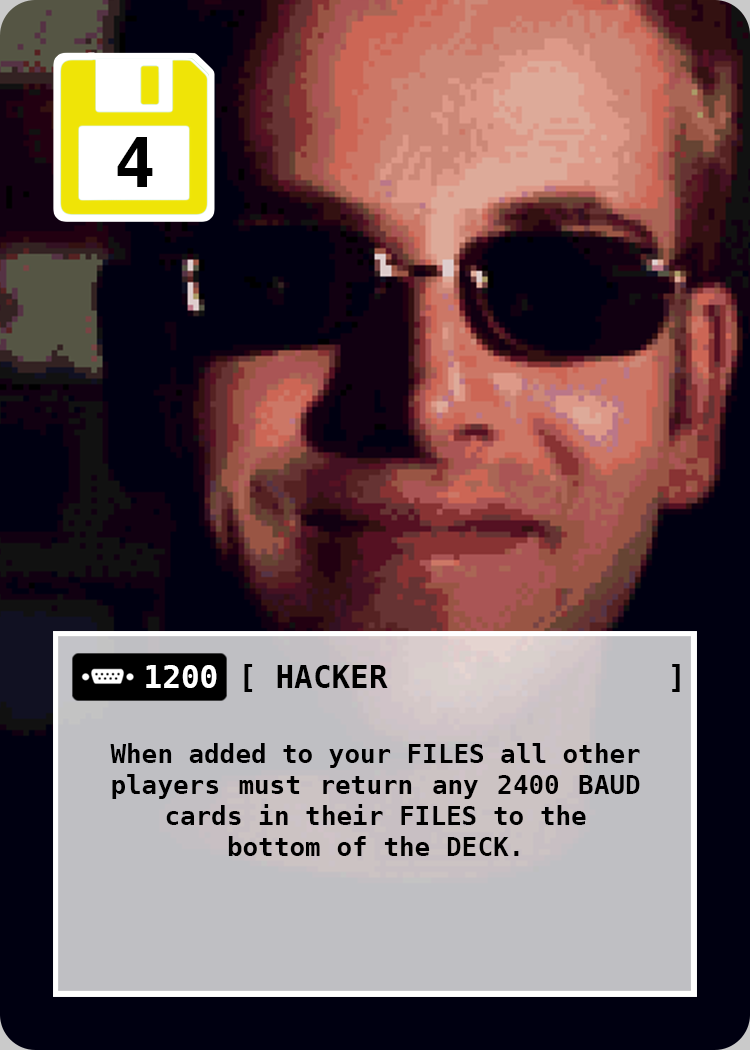 4
1200 [ HACKER ]
When added to your FILES all other
players must return any 2400 BAUD
cards in their FILES to the
bottom of the DECK.